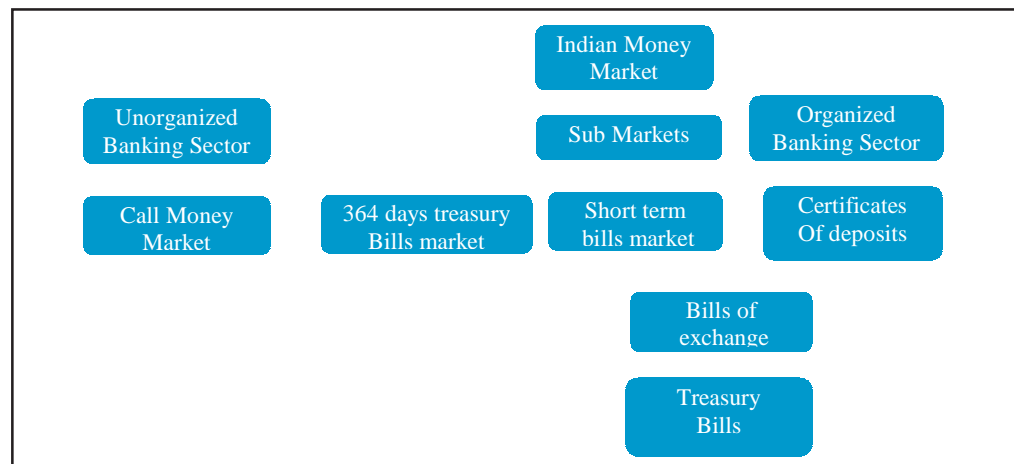 Indian Money
Market
Unorganized
Banking Sector
Sub Markets
Organized
Banking Sector
Call Money
Market
364 days treasury
Bills market
Short term
bills market
Certificates
Of deposits
Bills of
exchange
Treasury
Bills